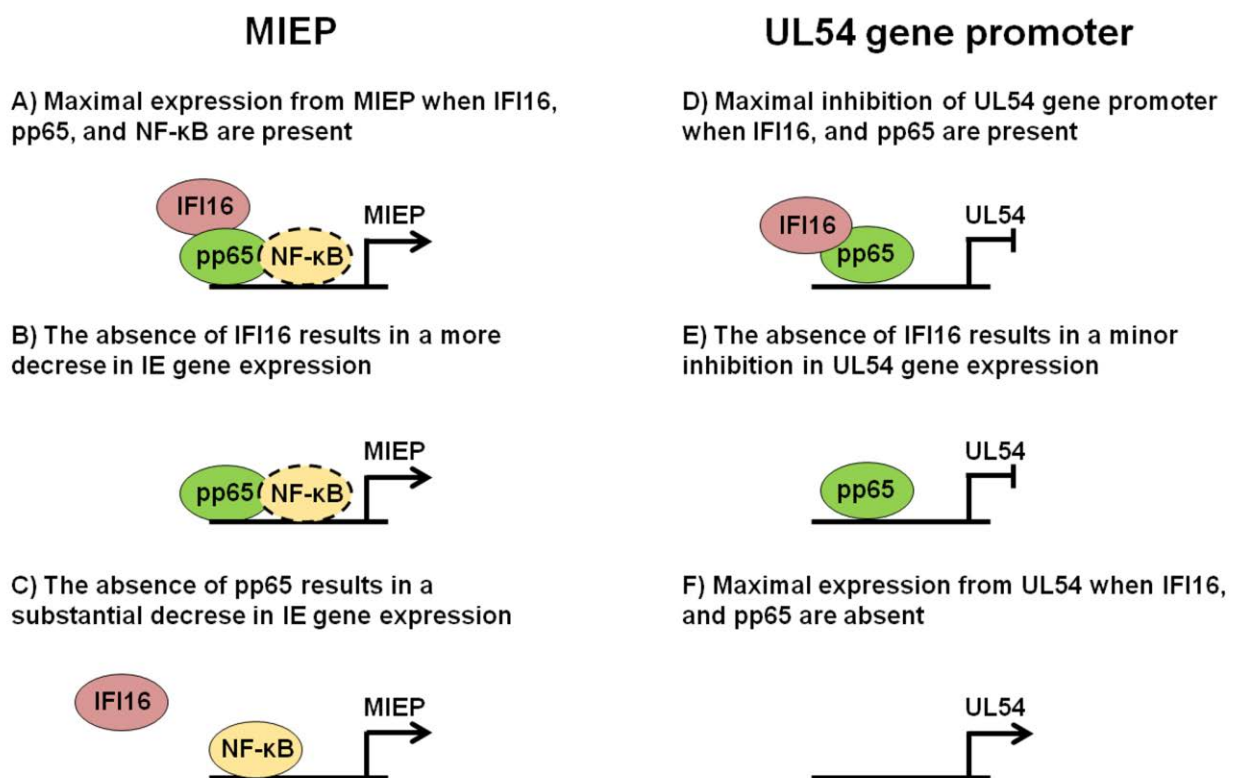 MIEP
A) Maximal expression from MIEP when IFI16,
pp65, and NF-κB are present
IFI16
pp65
NF-κB
MIEP
B) The absence of IFI16 results in a more
decrease in IE gene expression
pp65
NF-κB
MIEP
C) The absence of pp65 results in a
substantial decrese in IE gene expression
IFI16
NF-κB
MIEP
UL54 gene promoter
D) Maximal inhibition of UL54 gene promoter
when IFI16, and pp65 are present
IFI16
pp65
UL54
E) The absence of IFI16 results in a minor
inhibition in UL54 gene expression
pp65
UL54
F) Maximal expression from UL54 when IFI16,
and pp65 are absent
UL54